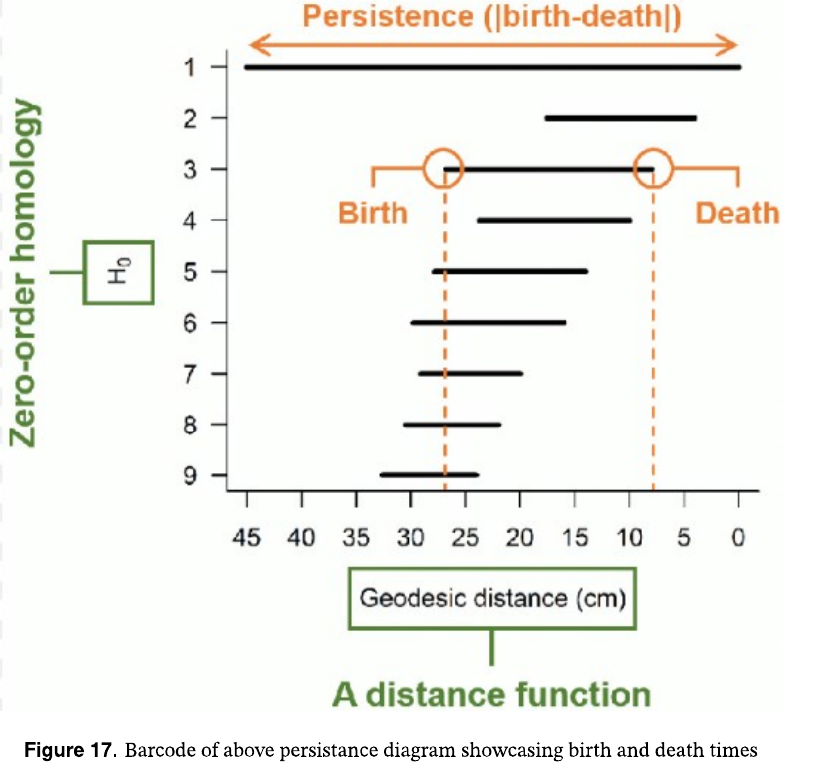 Persistence (|birth-death|)
1
2
3
Birth
Death
4
5
6
7
8
9
Zero-order homology
H₀
45 40 35 30 25 20 15 10 5 0
Geodesic distance (cm)
A distance function
Figure 17. Barcode of above persistance diagram showcasing birth and death times